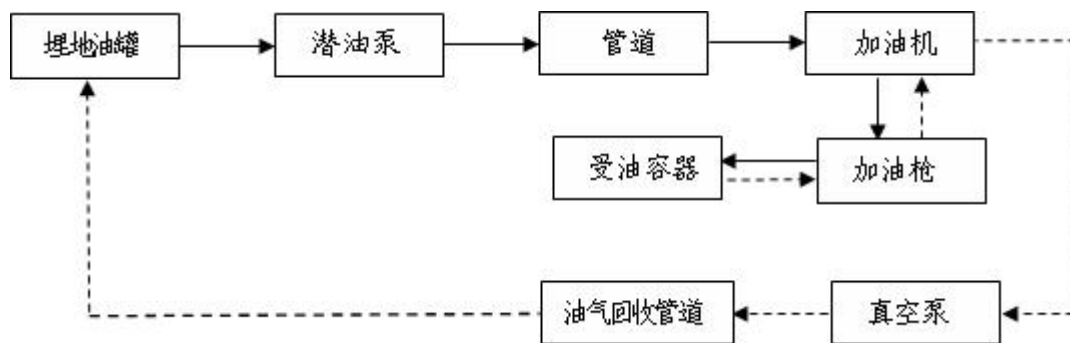 埋地油罐
潜油泵
管道
加油机
受油容器
加油枪
油气回收管道
真空泵